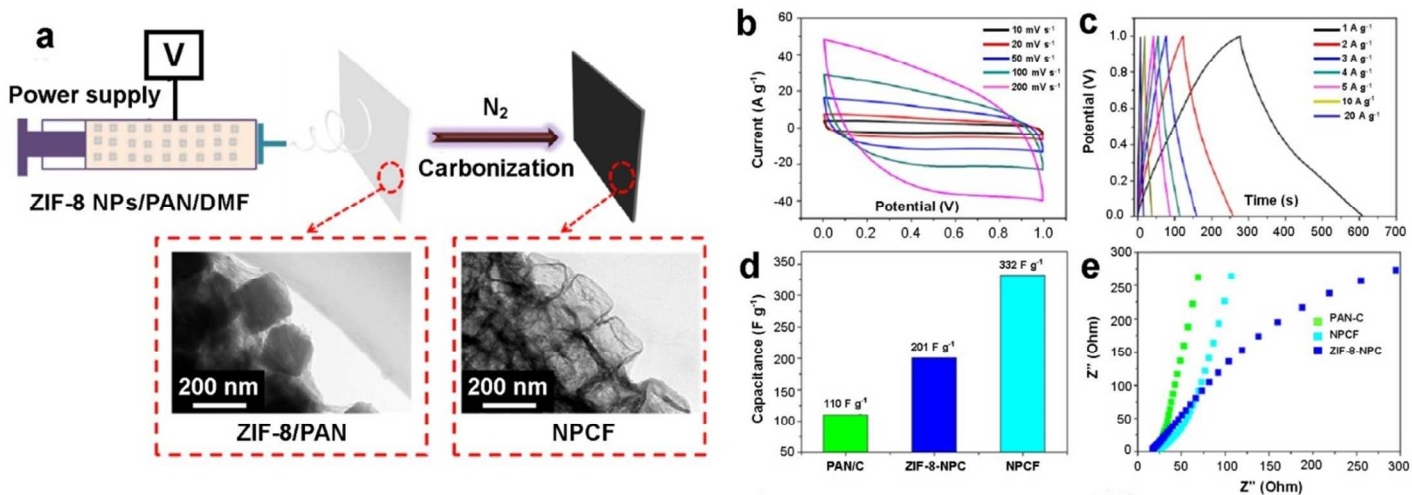 a
V
Power supply
ZIF-8 NPs/PAN/DMF
N2
Carbonization
200 nm
ZIF-8/PAN
200 nm
NPCF
b
Current (A g-1)
60
40
20
0
-20
-40
10 mV s-1
20 mV s-1
50 mV s-1
100 mV s-1
200 mV s-1
Potential (V)
0.0 0.2 0.4 0.6 0.8 1.0
c
Potential (V)
1.0
0.8
0.6
0.4
0.2
0.0
1 A g-1
2 A g-1
3 A g-1
4 A g-1
5 A g-1
10 A g-1
20 A g-1
Time (s)
0 100 200 300 400 500 600 700
d
Capacitance (F g-1)
350
300
250
200
150
100
50
110 F g-1
201 F g-1
332 F g-1
PAN/C ZIF-8-NPC NPCF
e
Z'' (Ohm)
300
250
200
150
100
50
0
PAN-C
NPCF
ZIF-8-NPC
0 50 100 150 200 250 300
Z'' (Ohm)